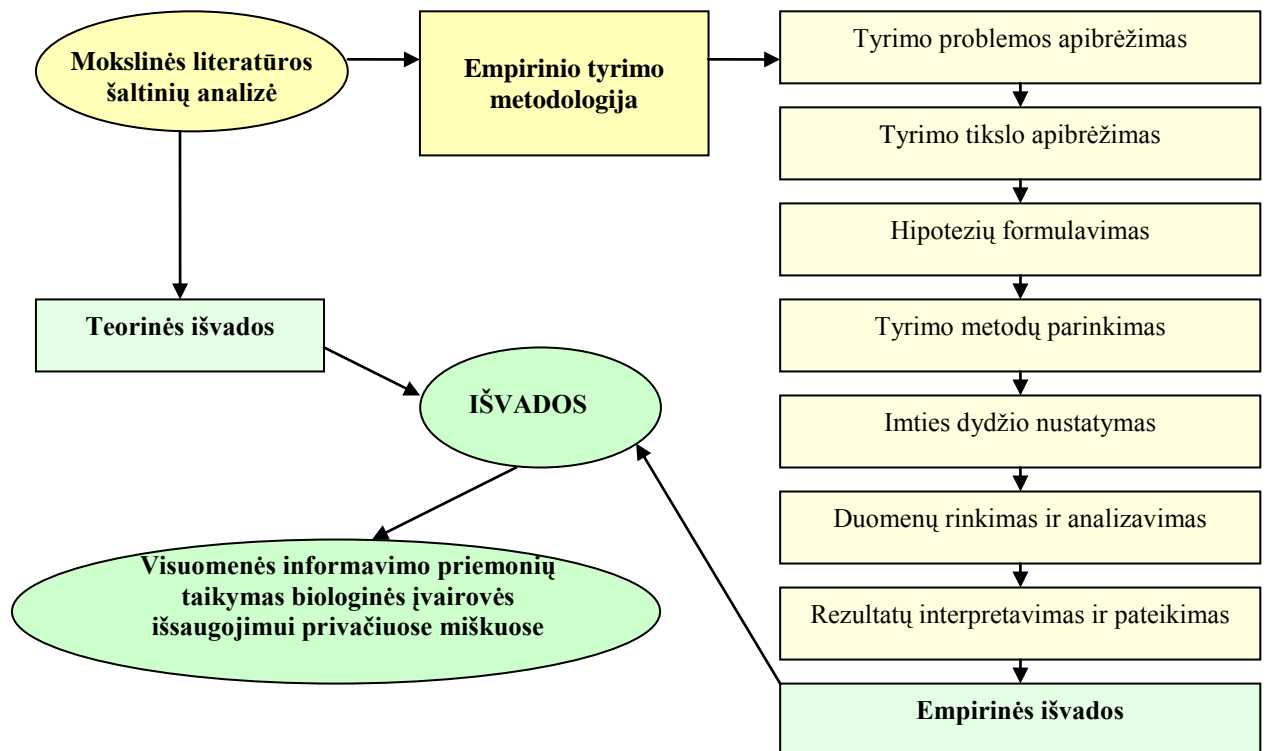 Mokslinės literatūros
šaltinių analizė
Empirinio tyrimo
metodologija
Tyrimo problemos apibrėžimas
Tyrimo tikslo apibrėžimas
Hipotezių formulavimas
Tyrimo metodų parinkimas
Imties dydžio nustatymas
Duomenų rinkimas ir analizavimas
Rezultatų interpretavimas ir pateikimas
Empirinės išvados
Teorinės išvados
IŠVADOS
Visuomenės informavimo priemonių
taikymas biologinės įvairovės
išsaugojimui privačiuose miškuose